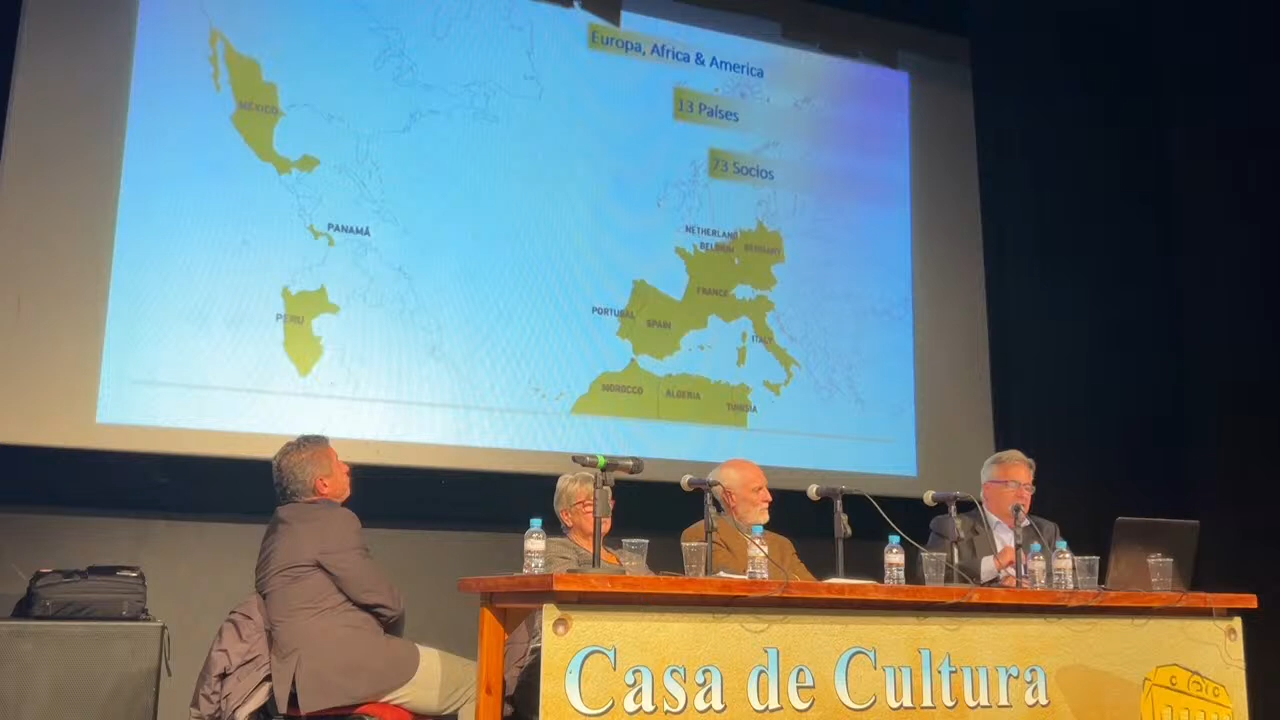 Europa, Africa & America
13 Países
73 Socios
MÉXICO
PANAMÁ
PERU
NETHERLAND
BELGIUM
GERMANY
FRANCE
PORTUGAL
SPAIN
ITALY
MOROCCO
ALGERIA
TUNISIA
Casa de Cultura